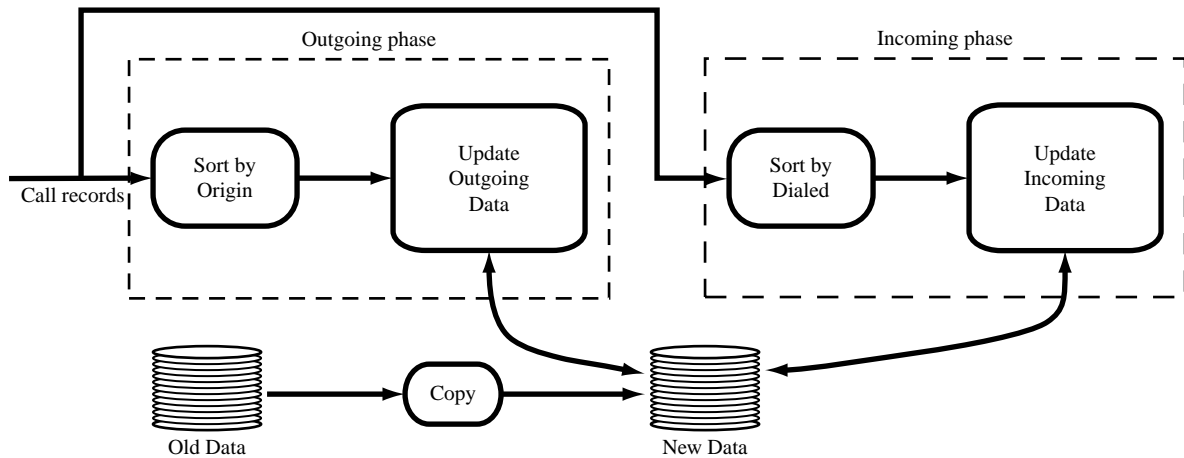 Outgoing phase
Incoming phase
Call records
Sort by
Origin
Update
Outgoing
Data
Sort by
Dialed
Update
Incoming
Data
Old Data
Copy
New Data